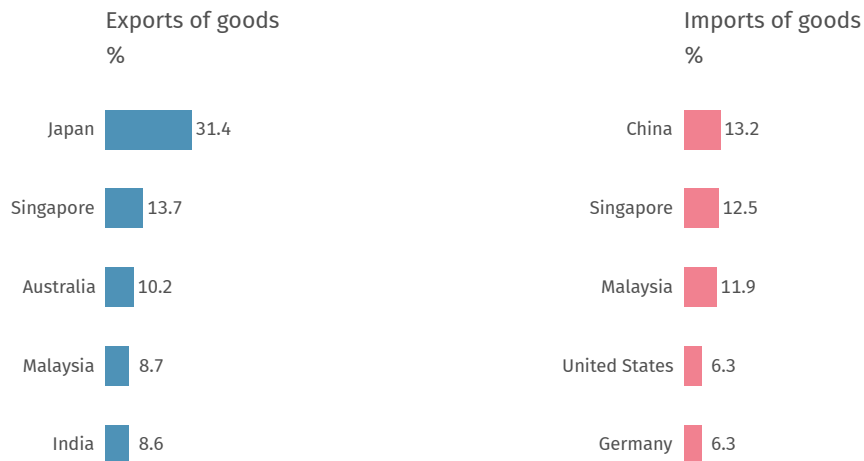 Exports of goods
%
Japan 31.4
Singapore 13.7
Australia 10.2
Malaysia 8.7
India 8.6
Imports of goods
%
China 13.2
Singapore 12.5
Malaysia 11.9
United States 6.3
Germany 6.3